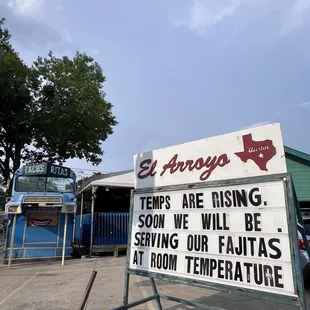 El Arroyo
Austin
TEMPS ARE RISING.
SOON WE WILL BE .
SERVING OUR FAJITAS
AT ROOM TEMPERATURE